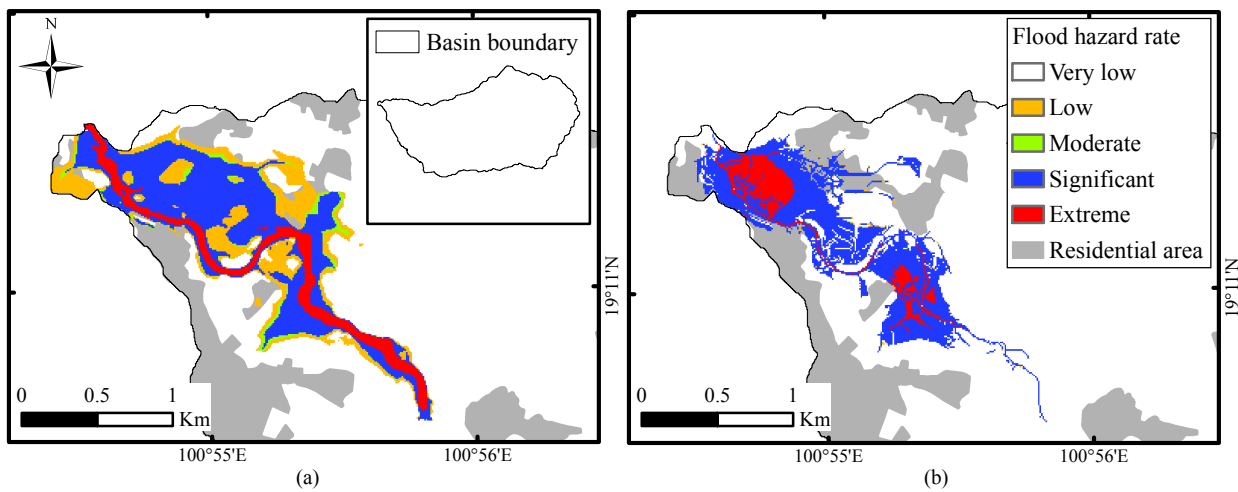 N
Basin boundary
0 0.5 1
Km
100°55'E 100°56'E
19°11'N
(a)
Flood hazard rate
Very low
Low
Moderate
Significant
Extreme
Residential area
0 0.5 1
Km
100°55'E 100°56'E
19°11'N
(b)